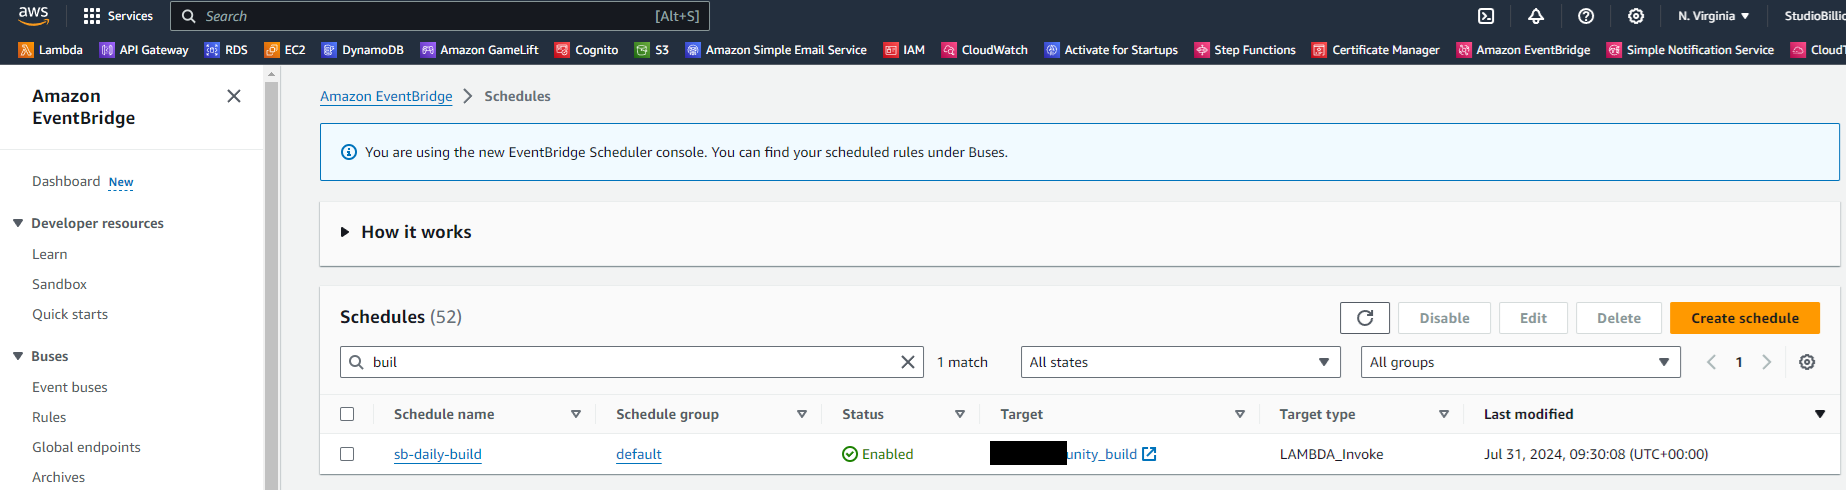 aws Services Search [Alt+S] N. Virginia StudioBillio
Lambda API Gateway RDS EC2 DynamoDB Amazon GameLift Cognito S3 Amazon Simple Email Service IAM CloudWatch Activate for Startups Step Functions Certificate Manager Amazon EventBridge Simple Notification Service CloudT
Amazon
EventBridge
Dashboard New
Developer resources
Learn
Sandbox
Quick starts
Buses
Event buses
Rules
Global endpoints
Archives
Amazon EventBridge > Schedules
You are using the new EventBridge Scheduler console. You can find your scheduled rules under Buses.
How it works
Schedules (52) Disable Edit Delete Create schedule
buil 1 match All states All groups 1
Schedule name Schedule group Status Target Target type Last modified
sb-daily-build default Enabled unity_build LAMBDA_Invoke Jul 31, 2024, 09:30:08 (UTC+00:00)